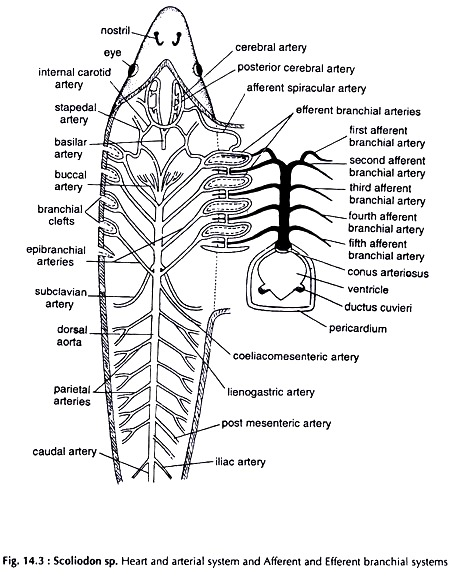 nostril
eye
internal carotid
artery
stapedal
artery
basilar
artery
buccal
artery
branchial
clefts
epibranchial
arteries
subclavian
artery
dorsal
aorta
parietal
arteries
caudal artery
cerebral artery
posterior cerebral artery
afferent spiracular artery
efferent branchial arteries
first afferent
branchial artery
second afferent
branchial artery
third afferent
branchial artery
fourth afferent
branchial artery
fifth afferent
branchial artery
conus arteriosus
ventricle
ductus cuvieri
pericardium
coeliacomesenteric artery
lienogastric artery
post mesenteric artery
iliac artery
Fig. 14.3 : Scoliodon sp. Heart and arterial system and Afferent and Efferent branchial systems